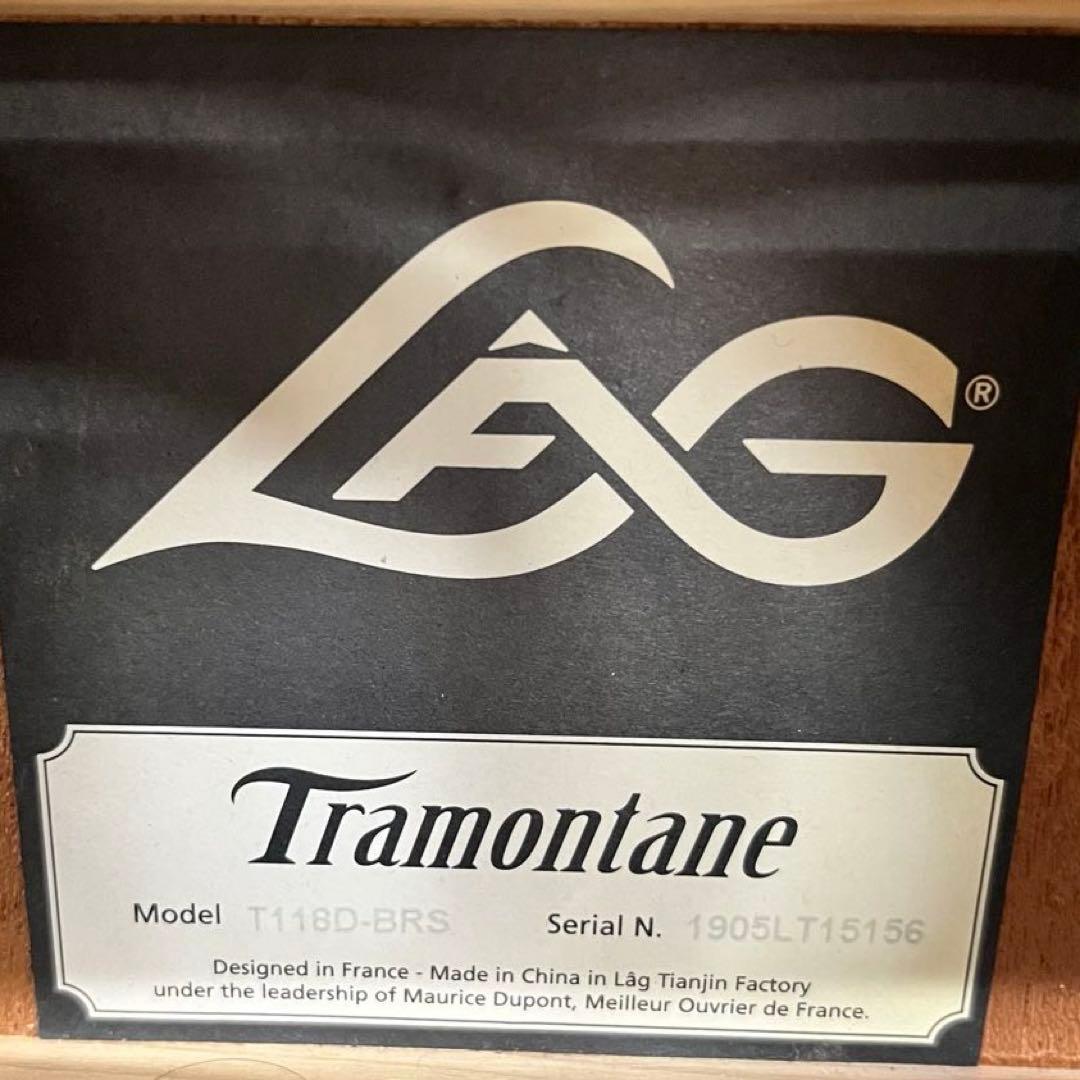 LÂG®
Tramontane
Model T118D-BRS Serial N. 1905LT15156
Designed in France - Made in China in Lâg Tianjin Factory
under the leadership of Maurice Dupont, Meilleur Ouvrier de France.